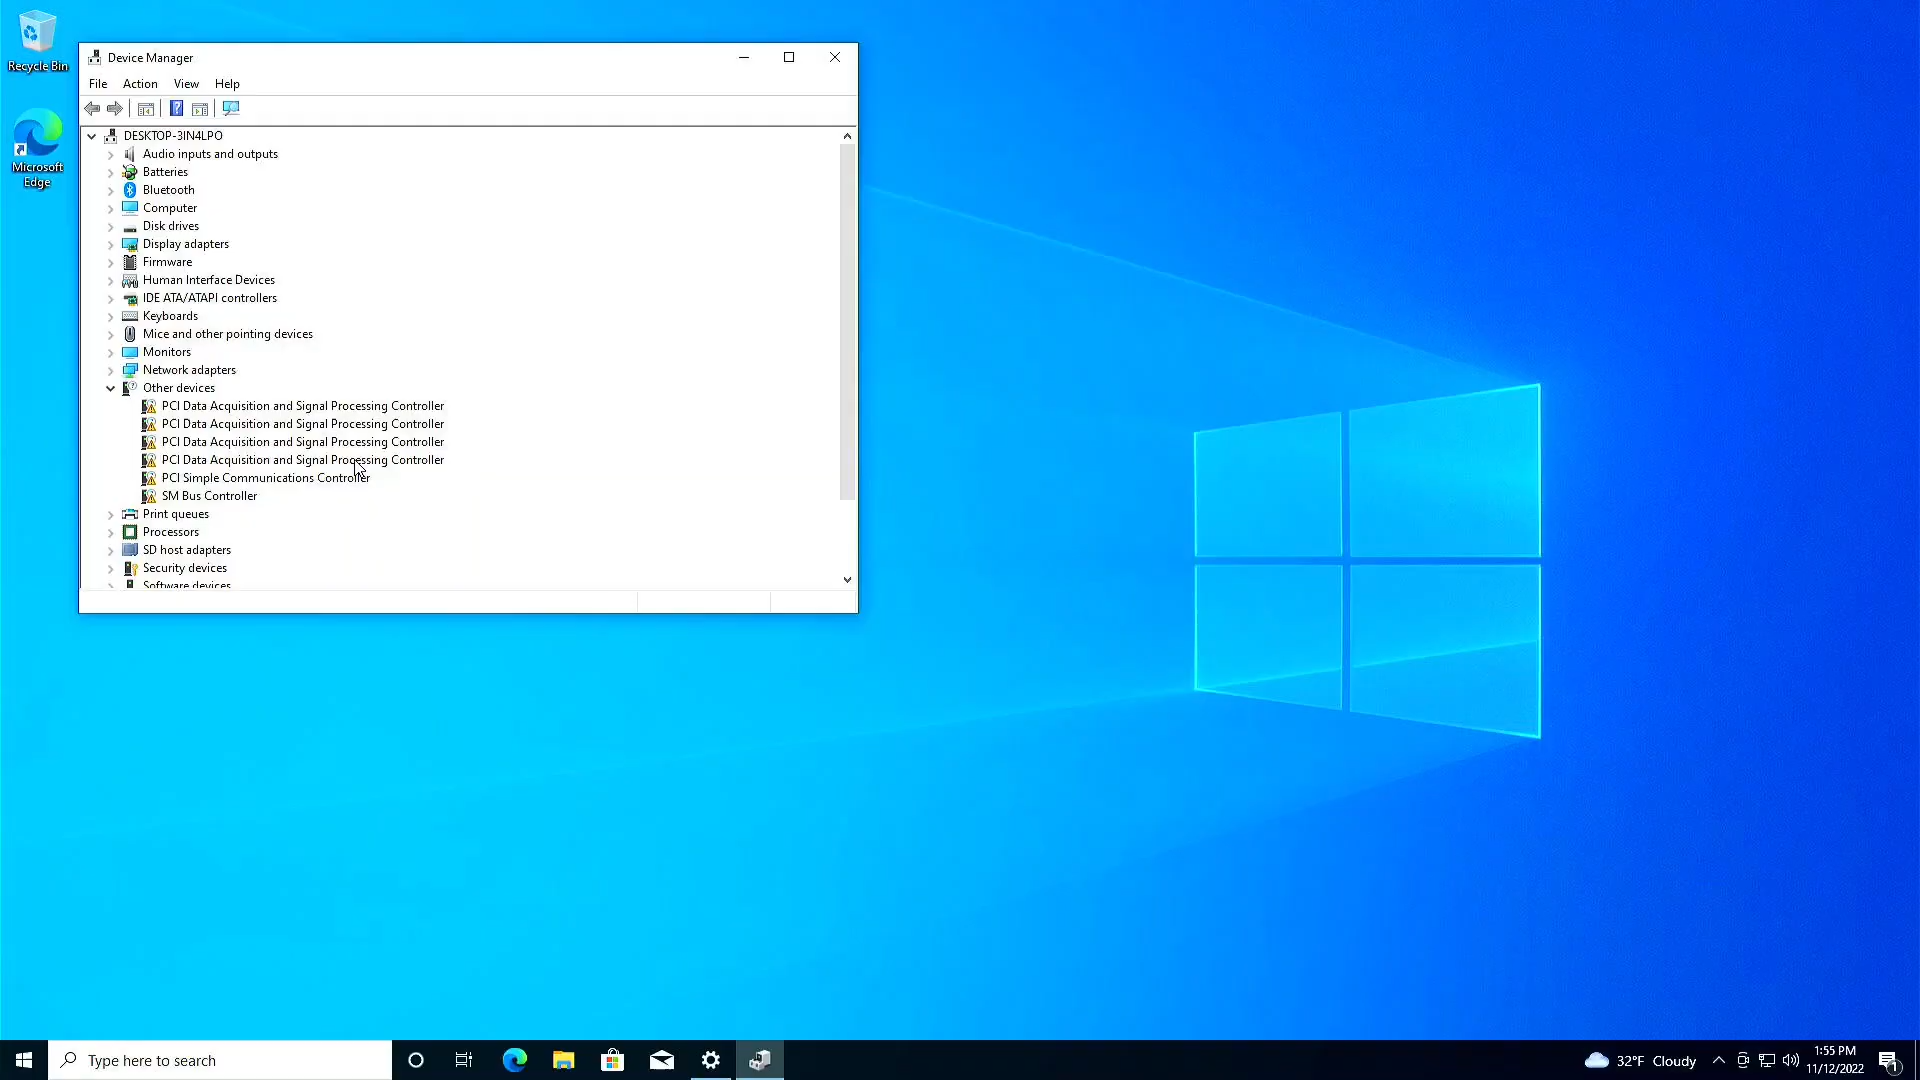 Recycle Bin
Microsoft
Edge
Device Manager
File Action View Help
DESKTOP-3IN4LPO
Audio inputs and outputs
Batteries
Bluetooth
Computer
Disk drives
Display adapters
Firmware
Human Interface Devices
IDE ATA/ATAPI controllers
Keyboards
Mice and other pointing devices
Monitors
Network adapters
Other devices
PCI Data Acquisition and Signal Processing Controller
PCI Data Acquisition and Signal Processing Controller
PCI Data Acquisition and Signal Processing Controller
PCI Data Acquisition and Signal Processing Controller
PCI Simple Communications Controller
SM Bus Controller
Print queues
Processors
SD host adapters
Security devices
Software devices
Type here to search
32°F Cloudy
1:55 PM
11/12/2022
1